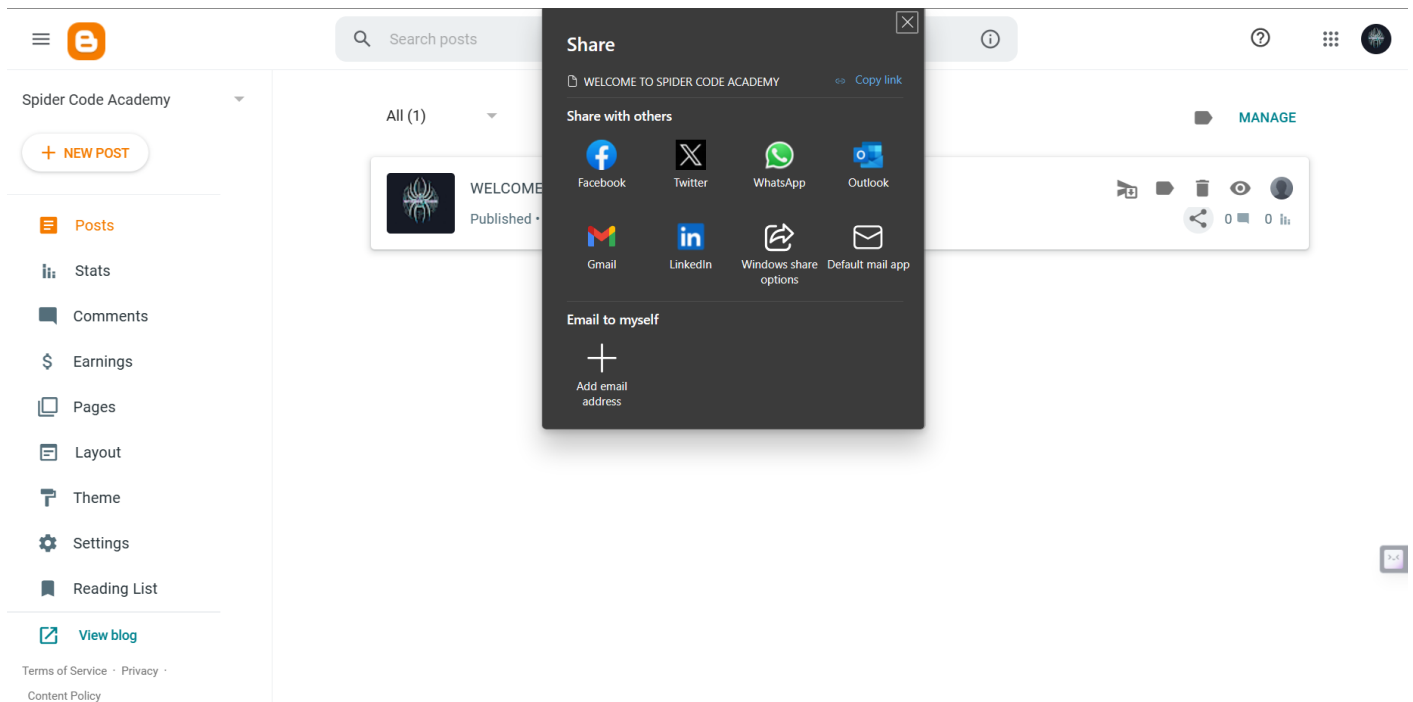 Search posts
Spider Code Academy
NEW POST
Posts
Stats
Comments
Earnings
Pages
Layout
Theme
Settings
Reading List
View blog
Terms of Service · Privacy ·
Content Policy
All (1)
MANAGE
WELCOME
Published •
0
0
Share
WELCOME TO SPIDER CODE ACADEMY
Copy link
Share with others
Facebook
Twitter
WhatsApp
Outlook
Gmail
LinkedIn
Windows share
options
Default mail app
Email to myself
Add email
address